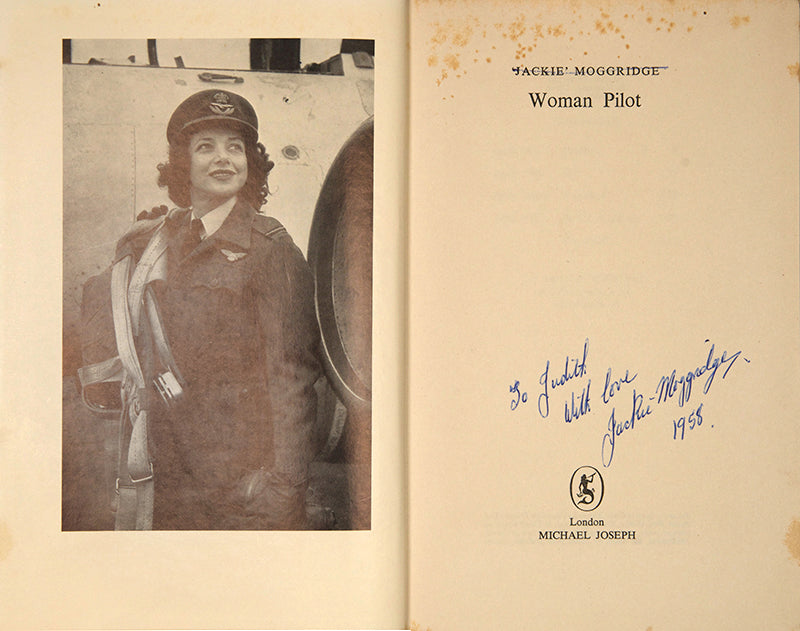 'JACKIE' MOGGRIDGE
Woman Pilot
To Judith
With love
Jackie Moggridge
1958.
London
MICHAEL JOSEPH